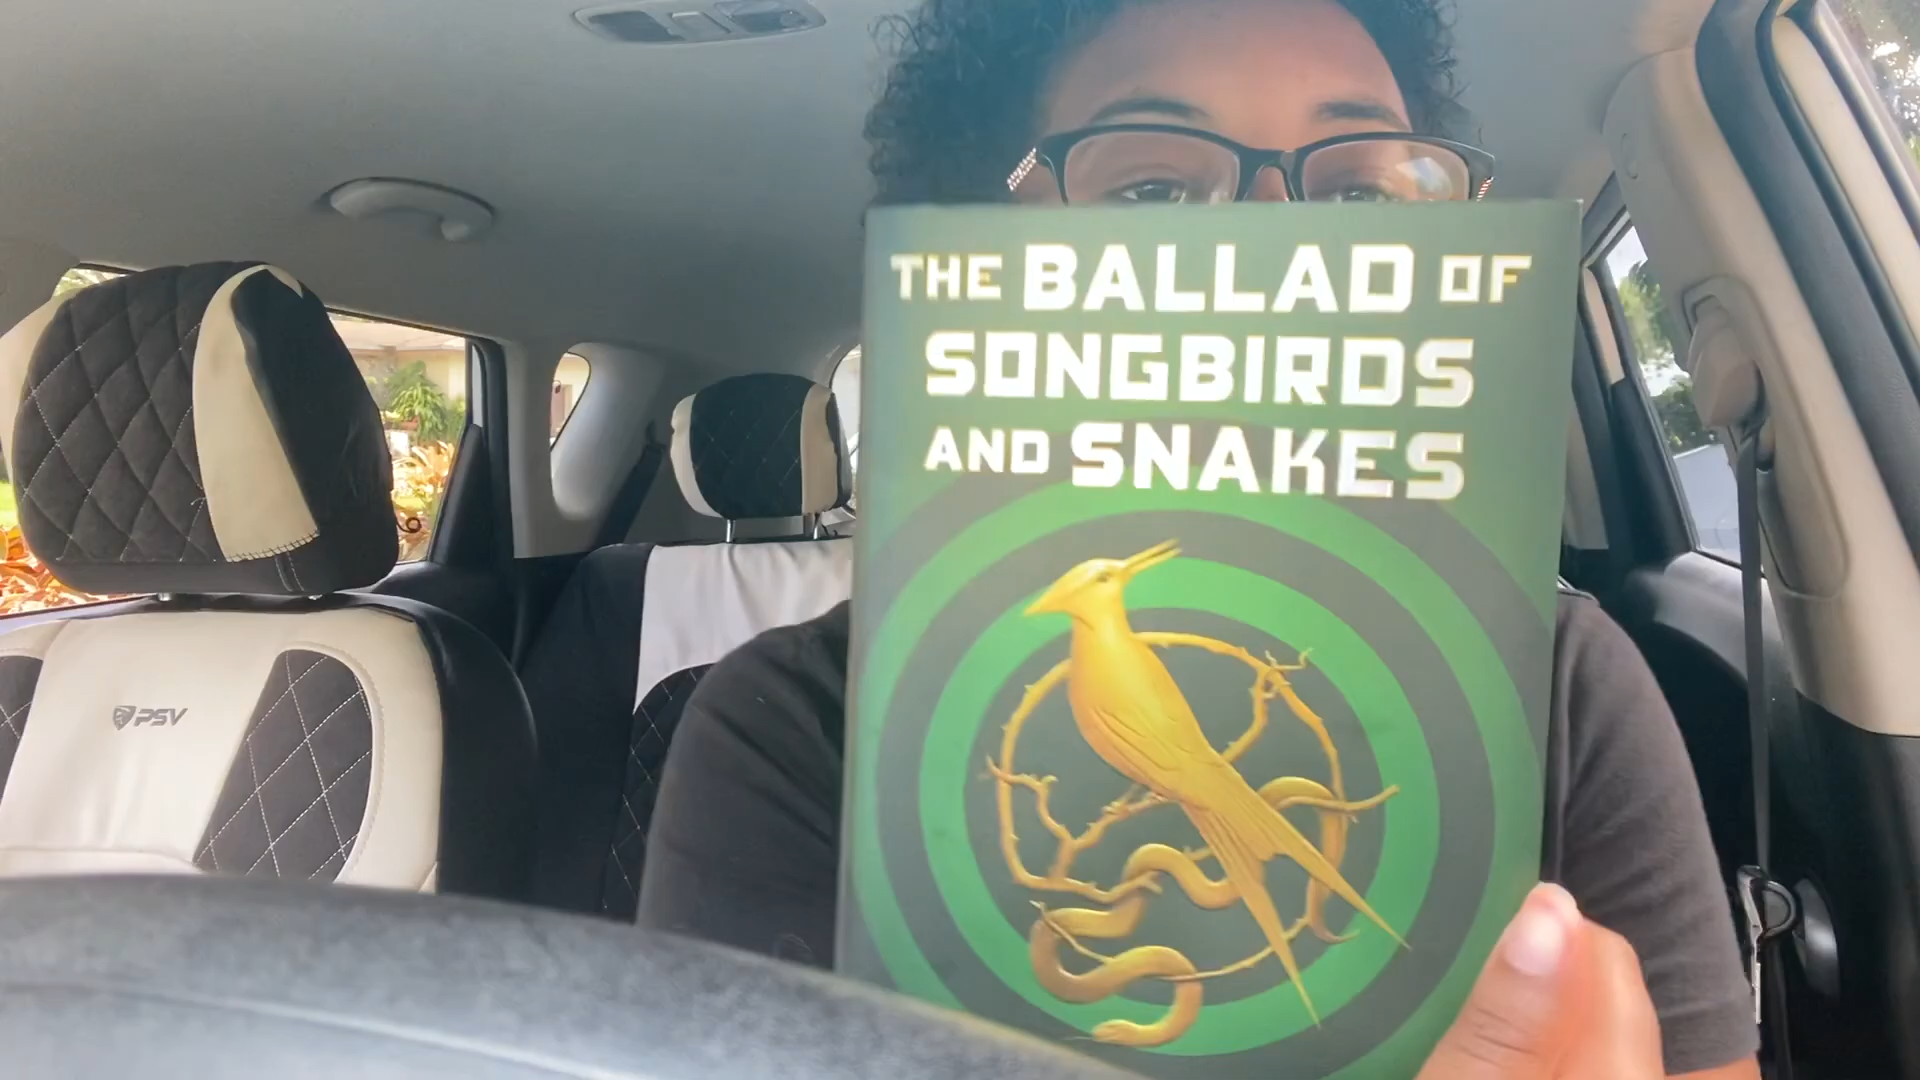 THE BALLAD OF
SONGBIRDS
AND SNAKES
PSV